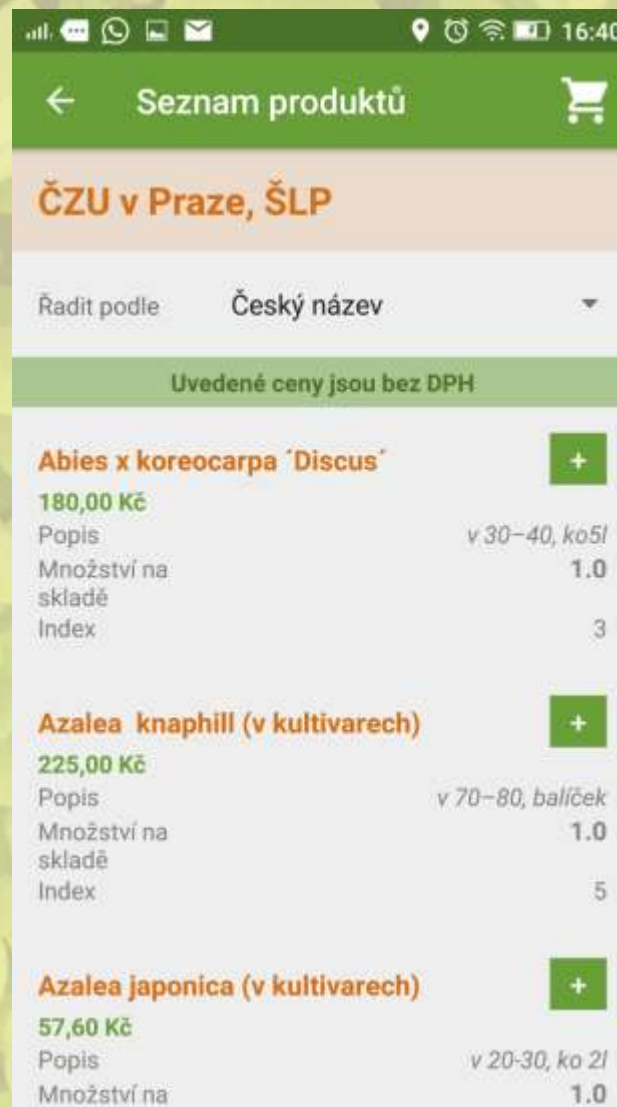 16:40
Seznam produktů
ČZU v Praze, ŠLP
Řadit podle Český název
Uvedené ceny jsou bez DPH
Abies x koreocarpa ´Discus´ +
180,00 Kč
Popis v 30–40, ko5l
Množství na 1.0
skladě
Index 3
Azalea knaphill (v kultivarech) +
225,00 Kč
Popis v 70–80, balíček
Množství na 1.0
skladě
Index 5
Azalea japonica (v kultivarech) +
57,60 Kč
Popis v 20-30, ko 2l
Množství na 1.0